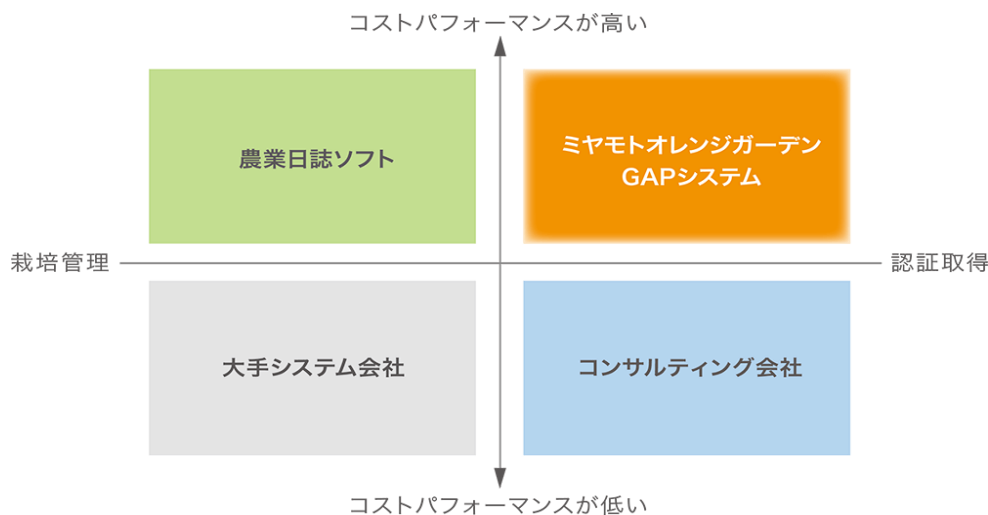 コストパフォーマンスが高い
農業日誌ソフト
ミヤモトオレンジガーデン
GAPシステム
栽培管理
認証取得
大手システム会社
コンサルティング会社
コストパフォーマンスが低い